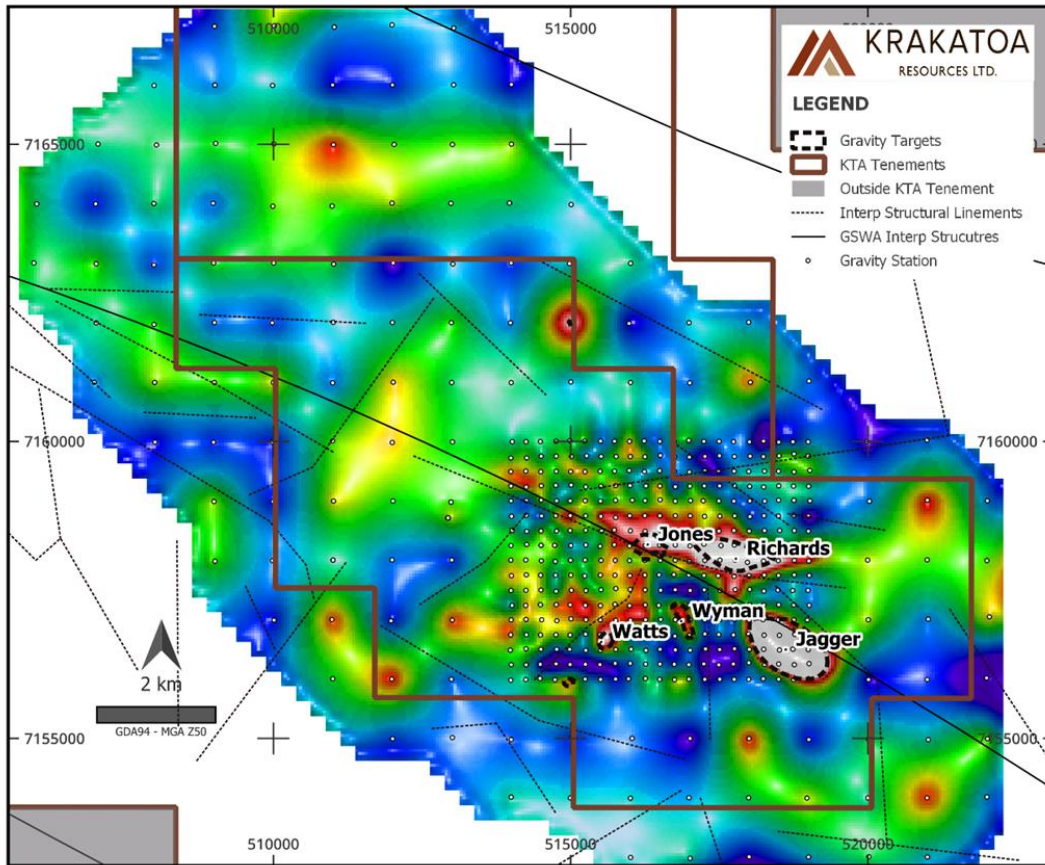 510000
515000
520000
KRAKATOA
RESOURCES LTD.
LEGEND
Gravity Targets
KTA Tenements
Outside KTA Tenement
Interp Structural Linements
GSWA Interp Strucutres
Gravity Station
7165000
7160000
7160000
Jones
Richards
Wyman
Watts
Jagger
2 km
GDA94 - MGA Z50
7155000
7155000
510000
515000
520000